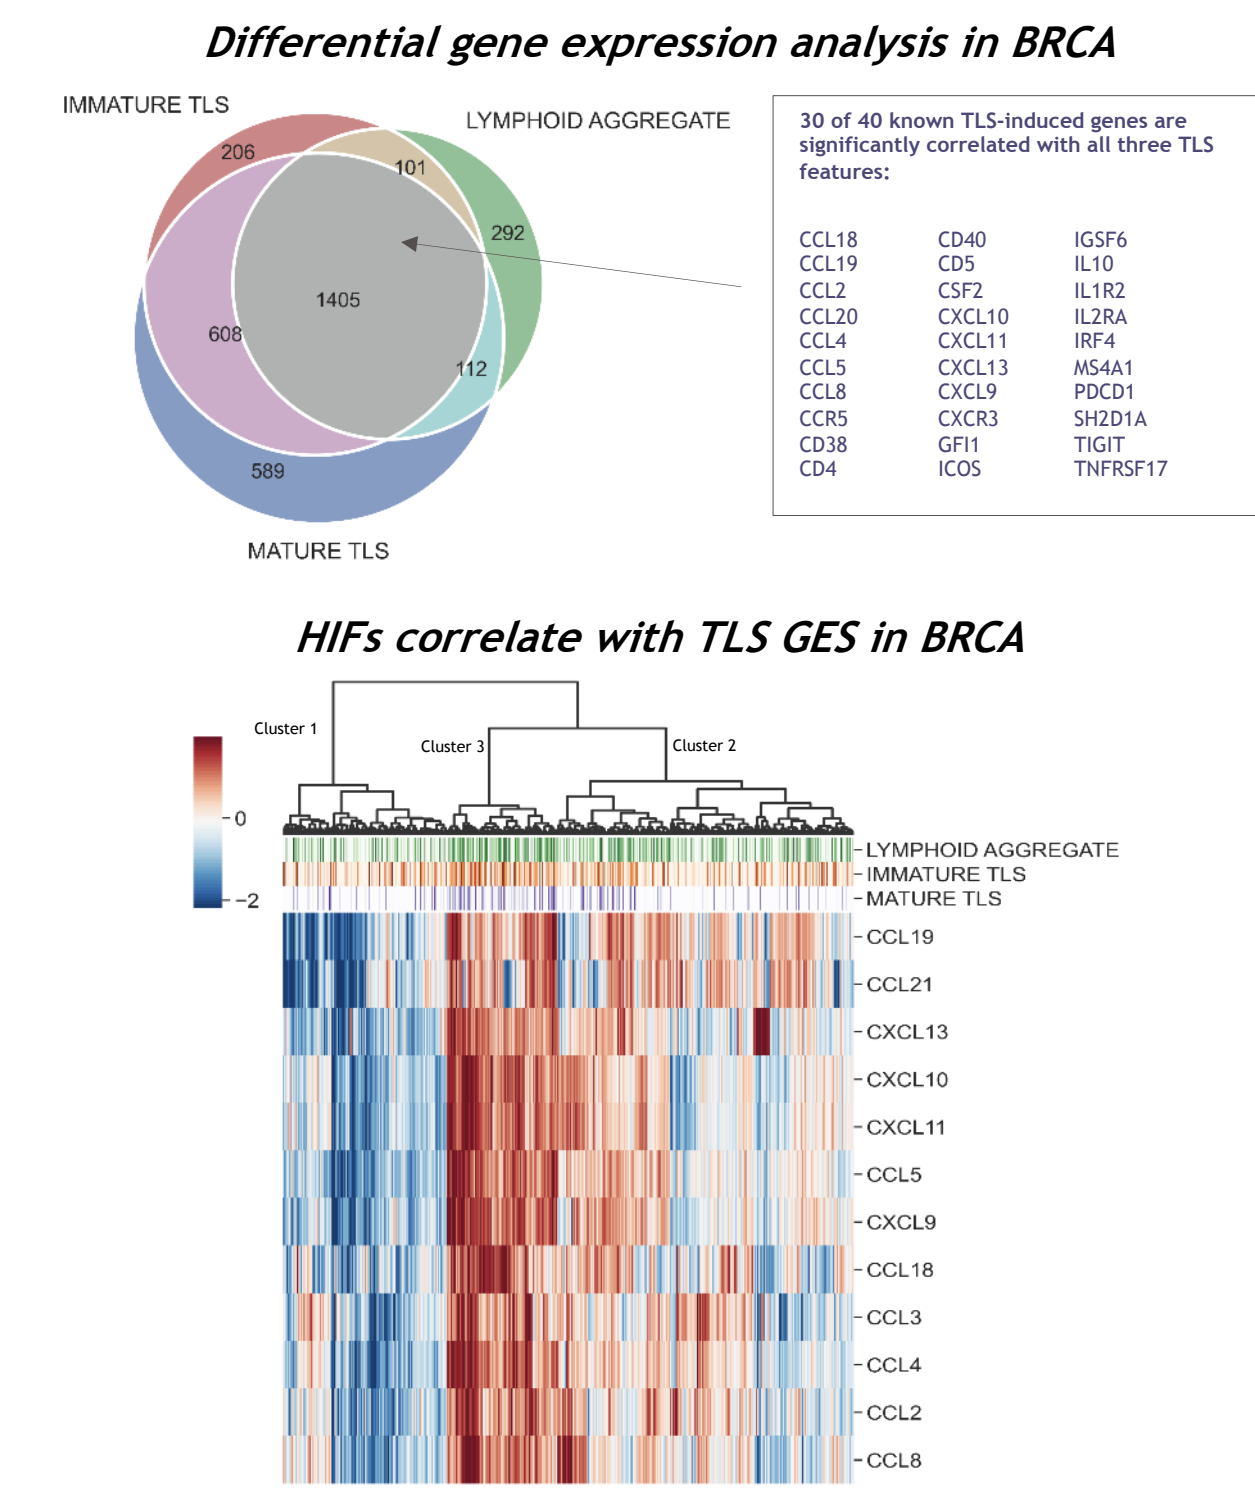 Differential gene expression analysis in BRCA
IMMATURE TLS
LYMPHOID AGGREGATE
206
101
292
1405
608
112
589
MATURE TLS
30 of 40 known TLS-induced genes are
significantly correlated with all three TLS
features:
CCL18 CD40 IGSF6
CCL19 CD5 IL10
CCL2 CSF2 IL1R2
CCL20 CXCL10 IL2RA
CCL4 CXCL11 IRF4
CCL5 CXCL13 MS4A1
CCL8 CXCL9 PDCD1
CCR5 CXCR3 SH2D1A
CD38 GFI1 TIGIT
CD4 ICOS TNFRSF17
HIFs correlate with TLS GES in BRCA
Cluster 1
Cluster 3
Cluster 2
0
−2
LYMPHOID AGGREGATE
IMMATURE TLS
MATURE TLS
CCL19
CCL21
CXCL13
CXCL10
CXCL11
CCL5
CXCL9
CCL18
CCL3
CCL4
CCL2
CCL8